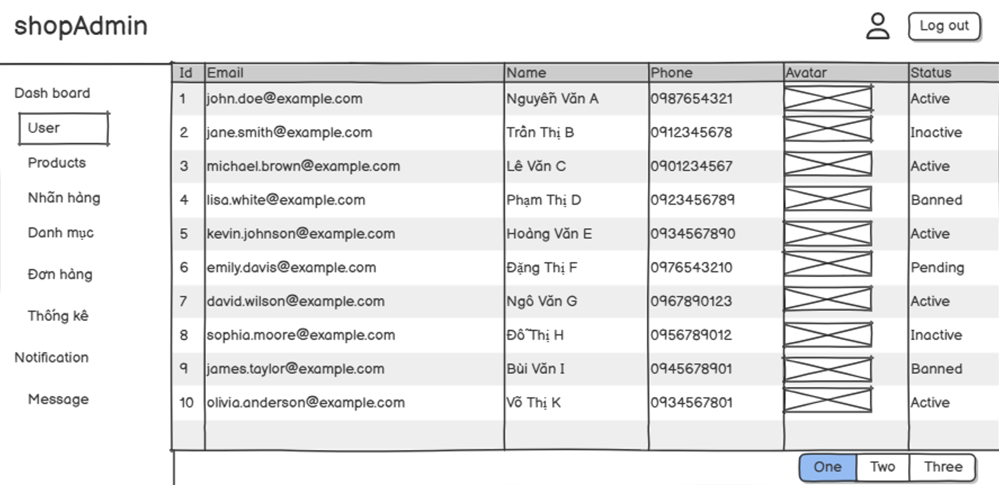 shopAdmin
Log out
Id Email Name Phone Avatar Status
Dash board
User
Products
Nhãn hàng
Danh mục
Đơn hàng
Thống kê
Notification
Message
1 john.doe@example.com Nguyễn Văn A 0987654321 Active
2 jane.smith@example.com Trần Thị B 0912345678 Inactive
3 michael.brown@example.com Lê Văn C 0901234567 Active
4 lisa.white@example.com Phạm Thị D 0923456789 Banned
5 kevin.johnson@example.com Hoàng Văn E 0934567890 Active
6 emily.davis@example.com Đặng Thị F 0976543210 Pending
7 david.wilson@example.com Ngô Văn G 0967890123 Active
8 sophia.moore@example.com Đỗ Thị H 0956789012 Inactive
9 james.taylor@example.com Bùi Văn I 0945678901 Banned
10 olivia.anderson@example.com Võ Thị K 0934567801 Active
One Two Three